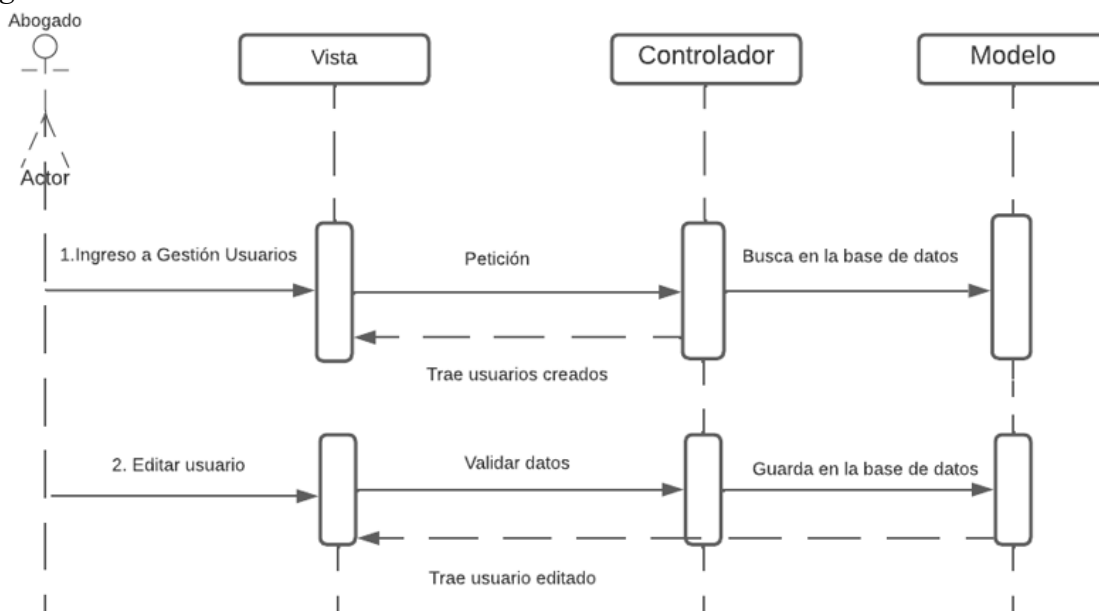 Abogado
Vista
Controlador
Modelo
Actor
1.Ingreso a Gestión Usuarios
Petición
Busca en la base de datos
Trae usuarios creados
2. Editar usuario
Validar datos
Guarda en la base de datos
Trae usuario editado